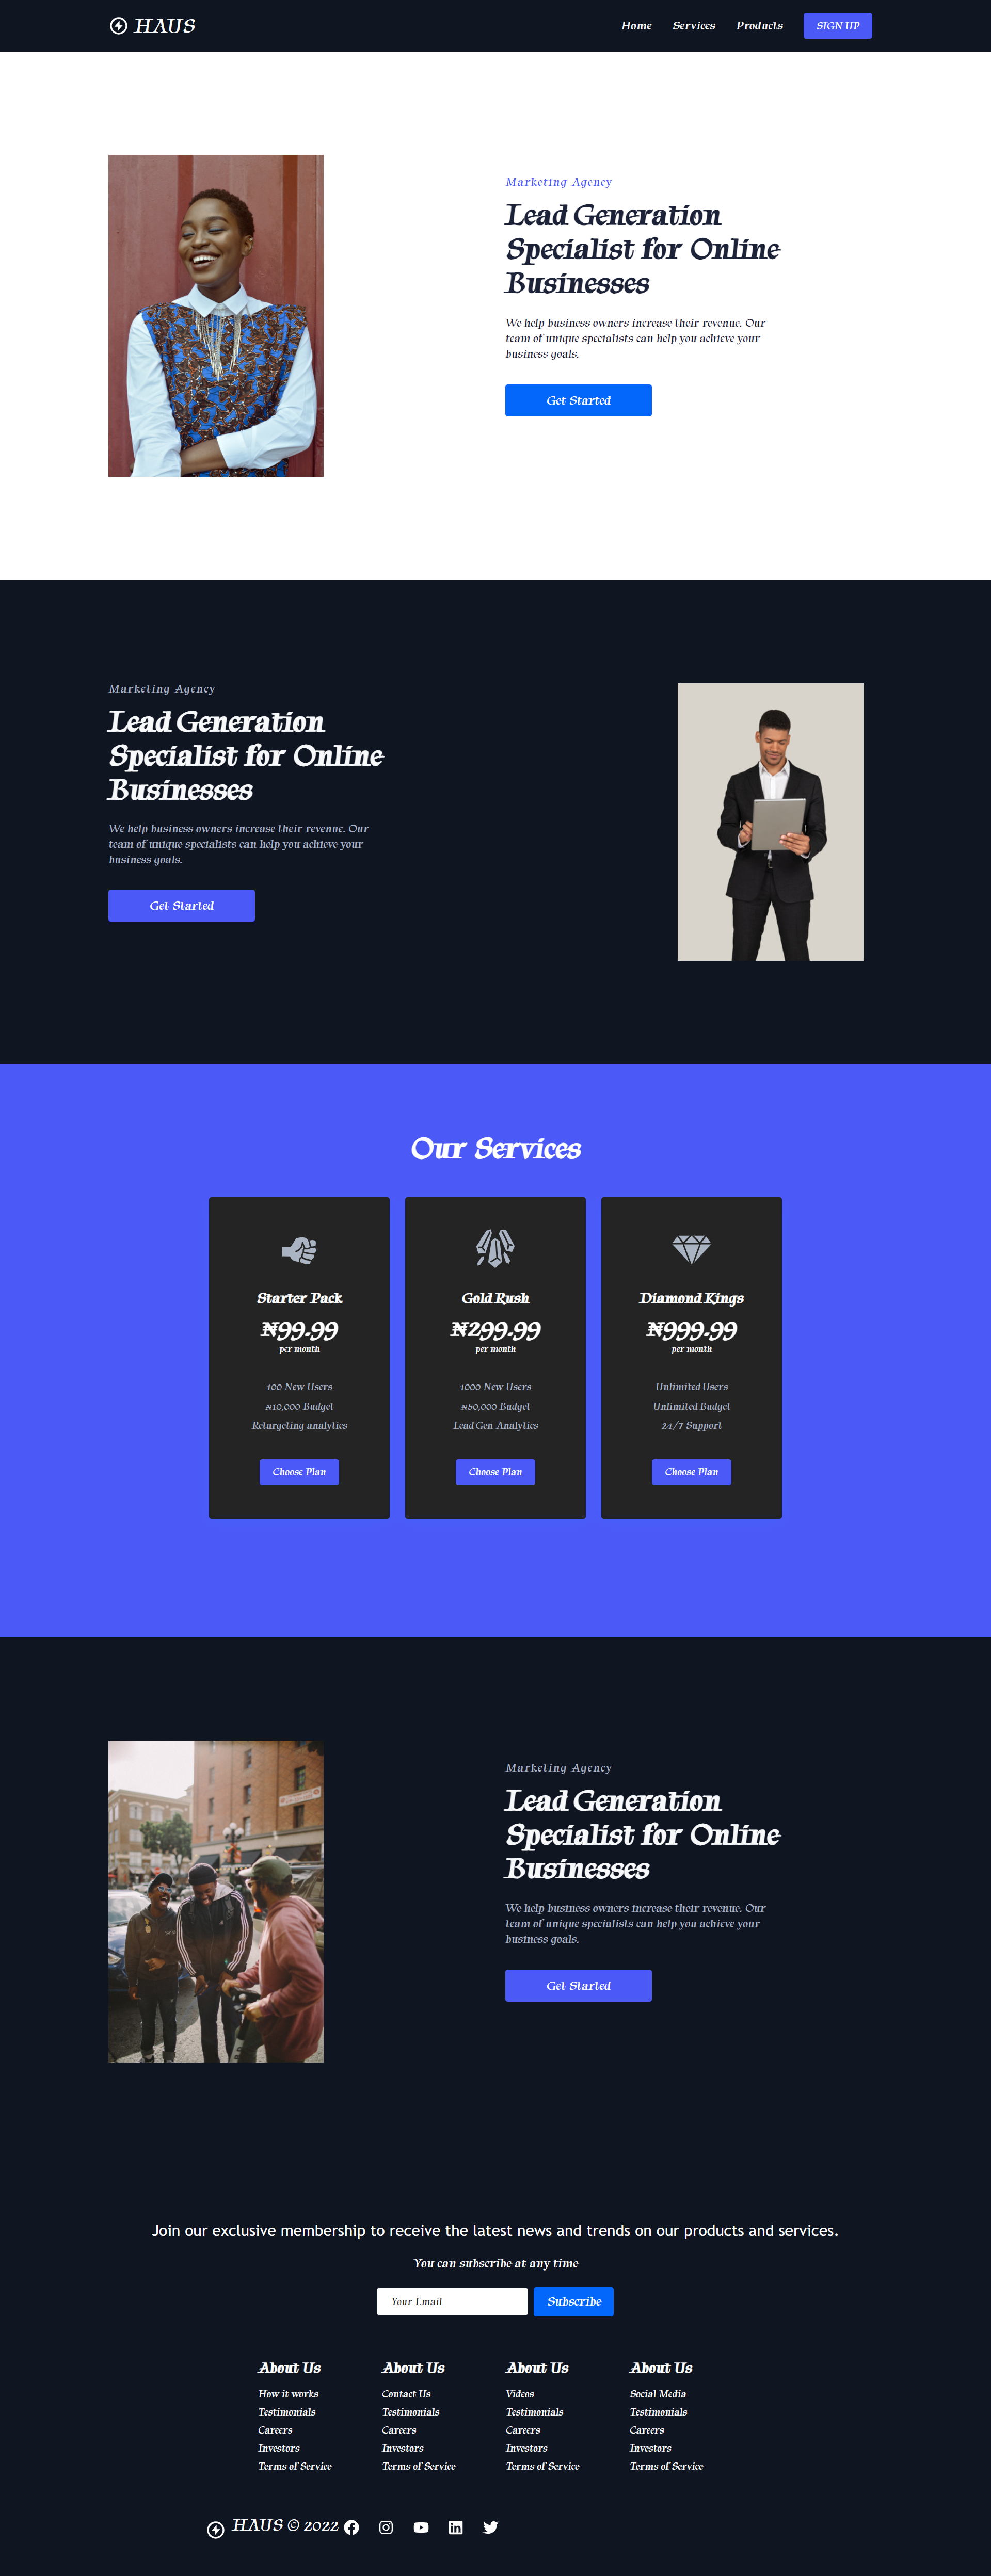 HAUS
Home
Services
Products
SIGN UP
Marketing Agency
Lead Generation
Specialist for Online
Businesses
We help business owners increase their revenue. Our
team of unique specialists can help you achieve your
business goals.
Get Started
Marketing Agency
Lead Generation
Specialist for Online
Businesses
We help business owners increase their revenue. Our
team of unique specialists can help you achieve your
business goals.
Get Started
Our Services
Starter Pack
₦99.99
per month
100 New Users
₦10,000 Budget
Retargeting analytics
Choose Plan
Gold Rush
₦299.99
per month
1000 New Users
₦50,000 Budget
Lead Gen Analytics
Choose Plan
Diamond Kings
₦999.99
per month
Unlimited Users
Unlimited Budget
24/7 Support
Choose Plan
Marketing Agency
Lead Generation
Specialist for Online
Businesses
We help business owners increase their revenue. Our
team of unique specialists can help you achieve your
business goals.
Get Started
Join our exclusive membership to receive the latest news and trends on our products and services.
You can subscribe at any time
Your Email
Subscribe
About Us
How it works
Testimonials
Careers
Investors
Terms of Service
About Us
Contact Us
Testimonials
Careers
Investors
Terms of Service
About Us
Videos
Testimonials
Careers
Investors
Terms of Service
About Us
Social Media
Testimonials
Careers
Investors
Terms of Service
HAUS © 2022